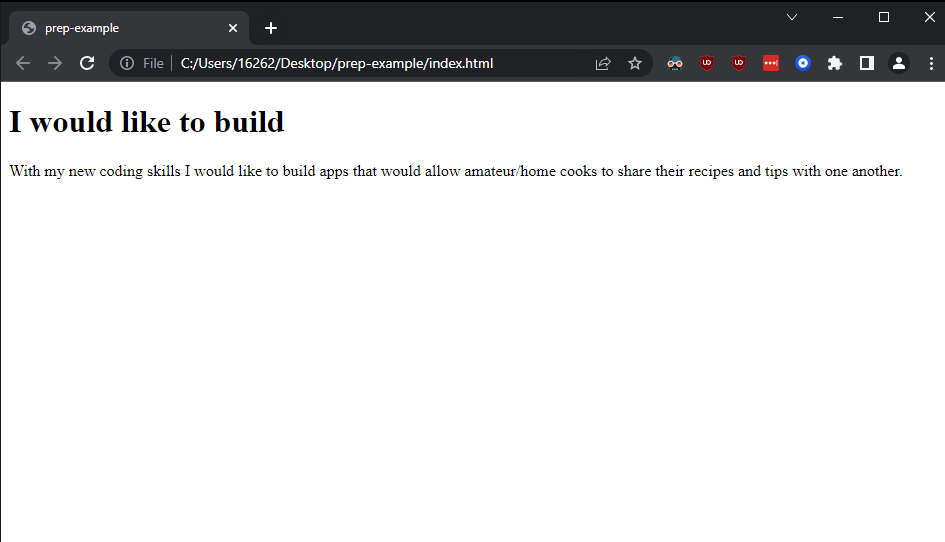 prep-example
File C:/Users/16262/Desktop/prep-example/index.html
I would like to build
With my new coding skills I would like to build apps that would allow amateur/home cooks to share their recipes and tips with one another.